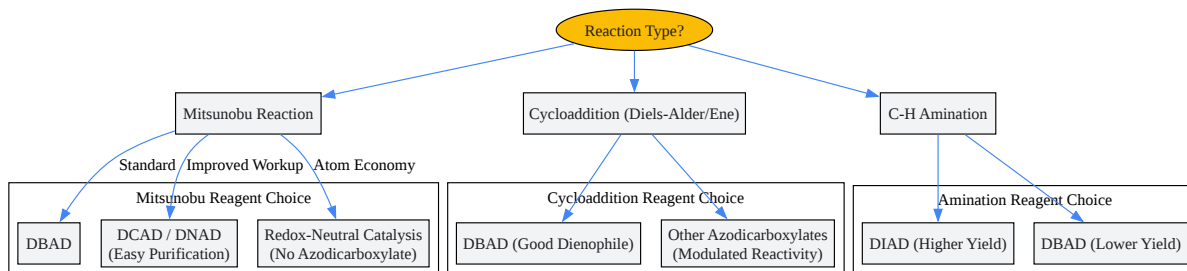 Reaction Type?
Mitsunobu Reaction
Cycloaddition (Diels-Alder/Ene)
C-H Amination
Standard
Improved Workup
Atom Economy
Mitsunobu Reagent Choice
Cycloaddition Reagent Choice
Amination Reagent Choice
DBAD
DCAD / DNAD
(Easy Purification)
Redox-Neutral Catalysis
(No Azodicarboxylate)
DBAD (Good Dienophile)
Other Azodicarboxylates
(Modulated Reactivity)
DIAD (Higher Yield)
DBAD (Lower Yield)